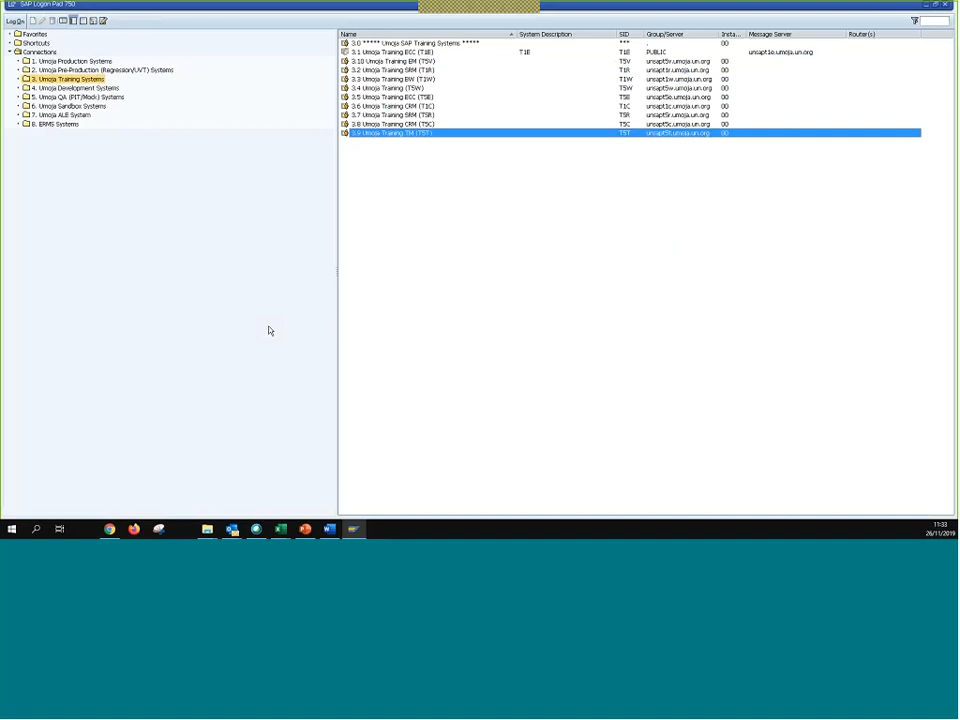 SAP Logon Pad 750
Log On
Favorites
Shortcuts
Connections
1. Umoja Production Systems
2. Umoja Pre-Production (Regression/UVT) Systems
3. Umoja Training Systems
4. Umoja Development Systems
5. Umoja QA (PIT/Mock) Systems
6. Umoja Sandbox Systems
7. Umoja ALE System
8. ERMS Systems
Name System Description SID Group/Server Insta... Message Server Router(s)
3.0 ***** Umoja SAP Training Systems ***** *** . 00
3.1 Umoja Training ECC (T1E) T1E T1E PUBLIC unsapt1e.umoja.un.org
3.10 Umoja Training EM (T5V) T5V unsapt5v.umoja.un.org 00
3.2 Umoja Training SRM (T1R) T1R unsapt1r.umoja.un.org 00
3.3 Umoja Training BW (T1W) T1W unsapt1w.umoja.un.org 00
3.4 Umoja Training (T5W) T5W unsapt5w.umoja.un.org 00
3.5 Umoja Training ECC (T5E) T5E unsapt5e.umoja.un.org 00
3.6 Umoja Training CRM (T1C) T1C unsapt1c.umoja.un.org 00
3.7 Umoja Training SRM (T5R) T5R unsapt5r.umoja.un.org 00
3.8 Umoja Training CRM (T5C) T5C unsapt5c.umoja.un.org 00
3.9 Umoja Training TM (T5T) T5T unsapt5t.umoja.un.org 00
11:33
26/11/2019